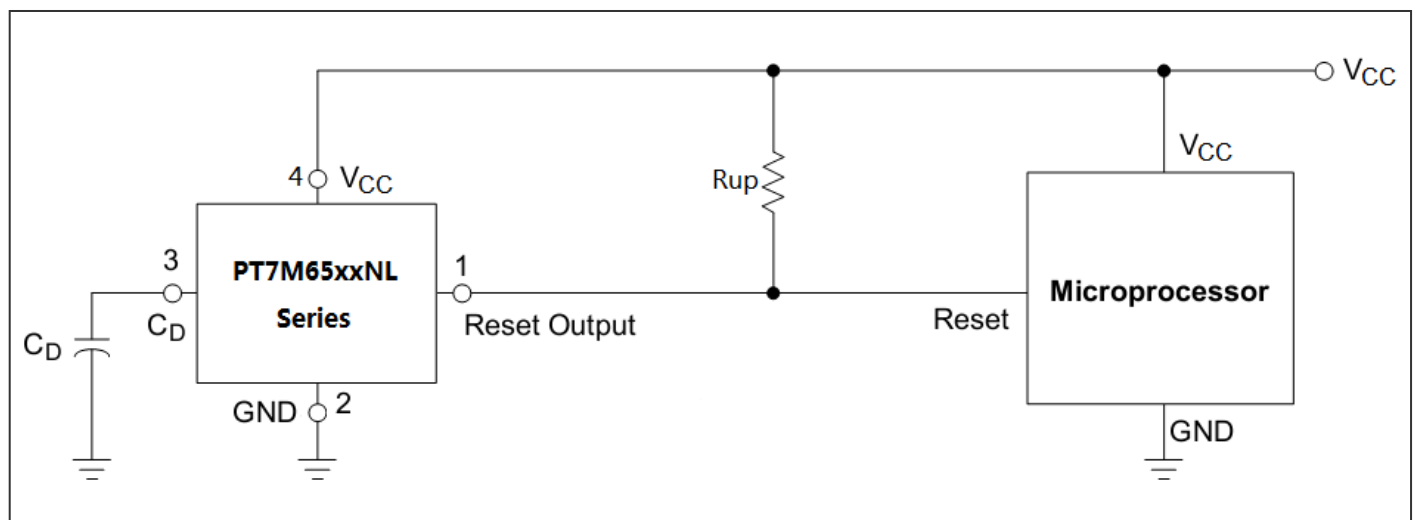 VCC
VCC
4 VCC
Rup
3
PT7M65xxNL
Series
1
Microprocessor
CD
Reset Output
Reset
CD
GND 2
GND